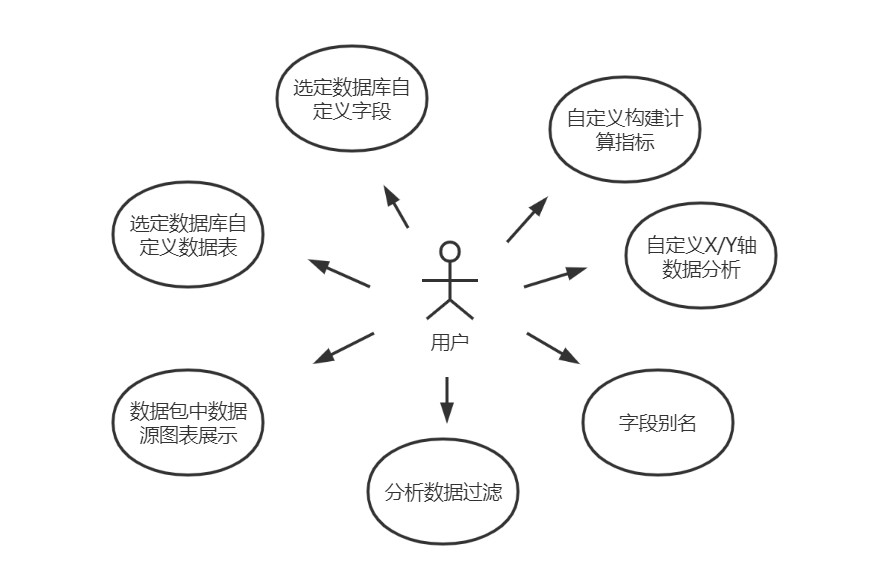 选定数据库自
定义字段
自定义构建计
算指标
选定数据库自
定义数据表
自定义X/Y轴
数据分析
用户
数据包中数据
源图表展示
字段别名
分析数据过滤